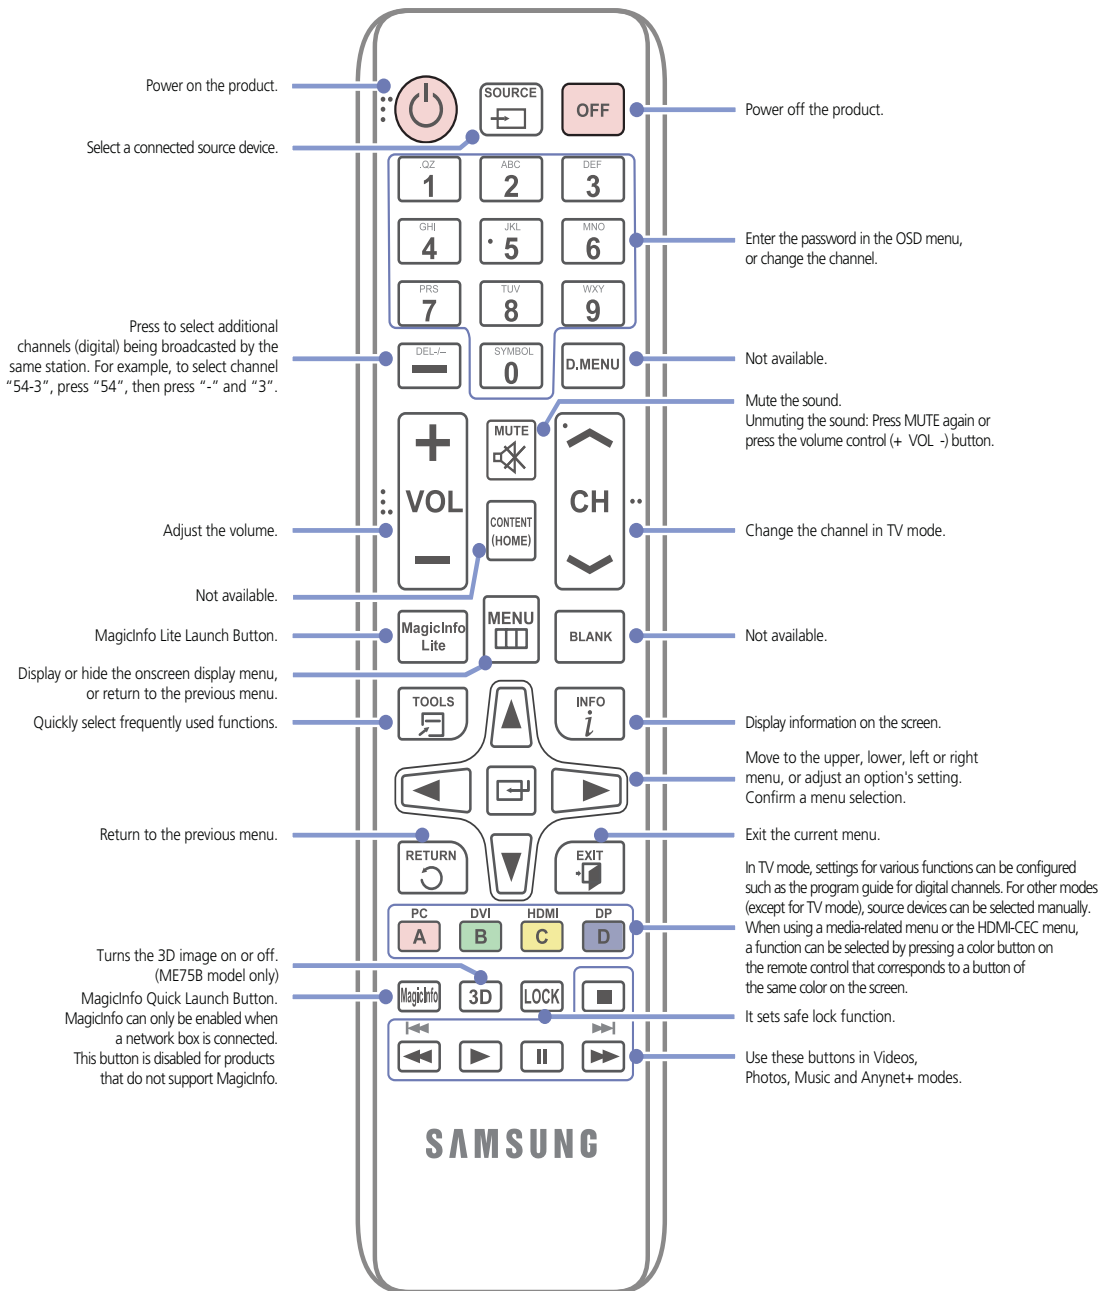 Power on the product.
SOURCE
OFF
Power off the product.
Select a connected source device.
.QZ
1
ABC
2
DEF
3
GHI
4
JKL
5
MNO
6
Enter the password in the OSD menu,
or change the channel.
PRS
7
TUV
8
WXY
9
Press to select additional
channels (digital) being broadcasted by the
same station. For example, to select channel
“54-3”, press “54”, then press “-” and “3”.
DEL-/--
SYMBOL
0
D.MENU
Not available.
Mute the sound.
Unmuting the sound: Press MUTE again or
press the volume control (+ VOL -) button.
+
VOL
—
MUTE
CH
Adjust the volume.
CONTENT
(HOME)
Change the channel in TV mode.
Not available.
MagicInfo Lite Launch Button.
MagicInfo
Lite
MENU
BLANK
Not available.
Display or hide the onscreen display menu,
or return to the previous menu.
Quickly select frequently used functions.
TOOLS
INFO
i
Display information on the screen.
Move to the upper, lower, left or right
menu, or adjust an option's setting.
Confirm a menu selection.
Return to the previous menu.
RETURN
EXIT
Exit the current menu.
In TV mode, settings for various functions can be configured
such as the program guide for digital channels. For other modes
(except for TV mode), source devices can be selected manually.
When using a media-related menu or the HDMI-CEC menu,
a function can be selected by pressing a color button on
the remote control that corresponds to a button of
the same color on the screen.
PC DVI HDMI DP
A B C D
Turns the 3D image on or off.
(ME75B model only)
MagicInfo Quick Launch Button.
MagicInfo can only be enabled when
a network box is connected.
This button is disabled for products
that do not support MagicInfo.
MagicInfo
3D
LOCK
It sets safe lock function.
Use these buttons in Videos,
Photos, Music and Anynet+ modes.
SAMSUNG